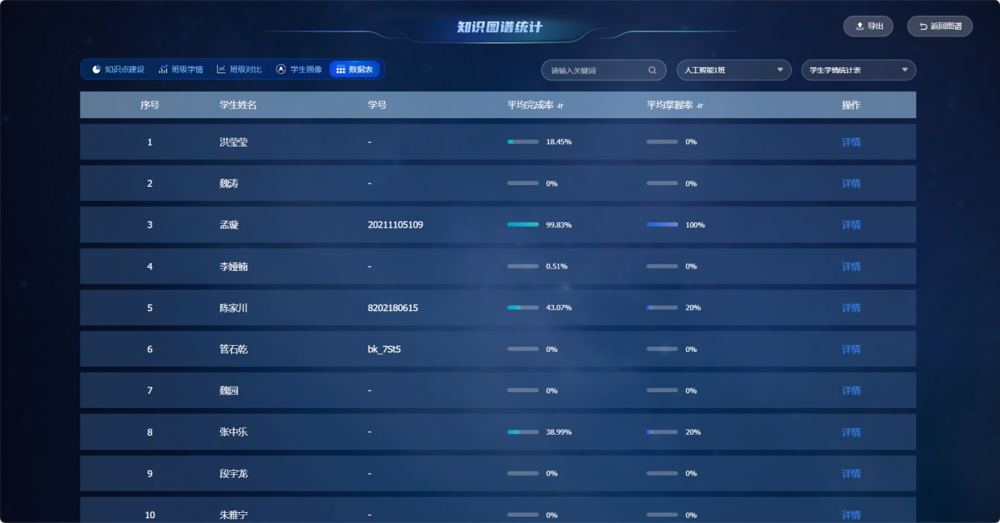 知识图谱统计
导出 返回图谱
知识点建设 班级学情 班级对比 学生画像 数据表 请输入关键词 人工智能1班 学生学情统计表
序号 学生姓名 学号 平均完成率 平均掌握率 操作
1 洪莹莹 - 18.45% 0% 详情
2 魏涛 - 0% 0% 详情
3 孟璇 20211105109 99.83% 100% 详情
4 李娅楠 - 0.51% 0% 详情
5 陈家川 8202180615 43.07% 20% 详情
6 管石乾 bk_7St5 0% 0% 详情
7 魏园 - 0% 0% 详情
8 张中乐 - 38.99% 20% 详情
9 段宇龙 - 0% 0% 详情
10 朱雅宁 - 0% 0% 详情